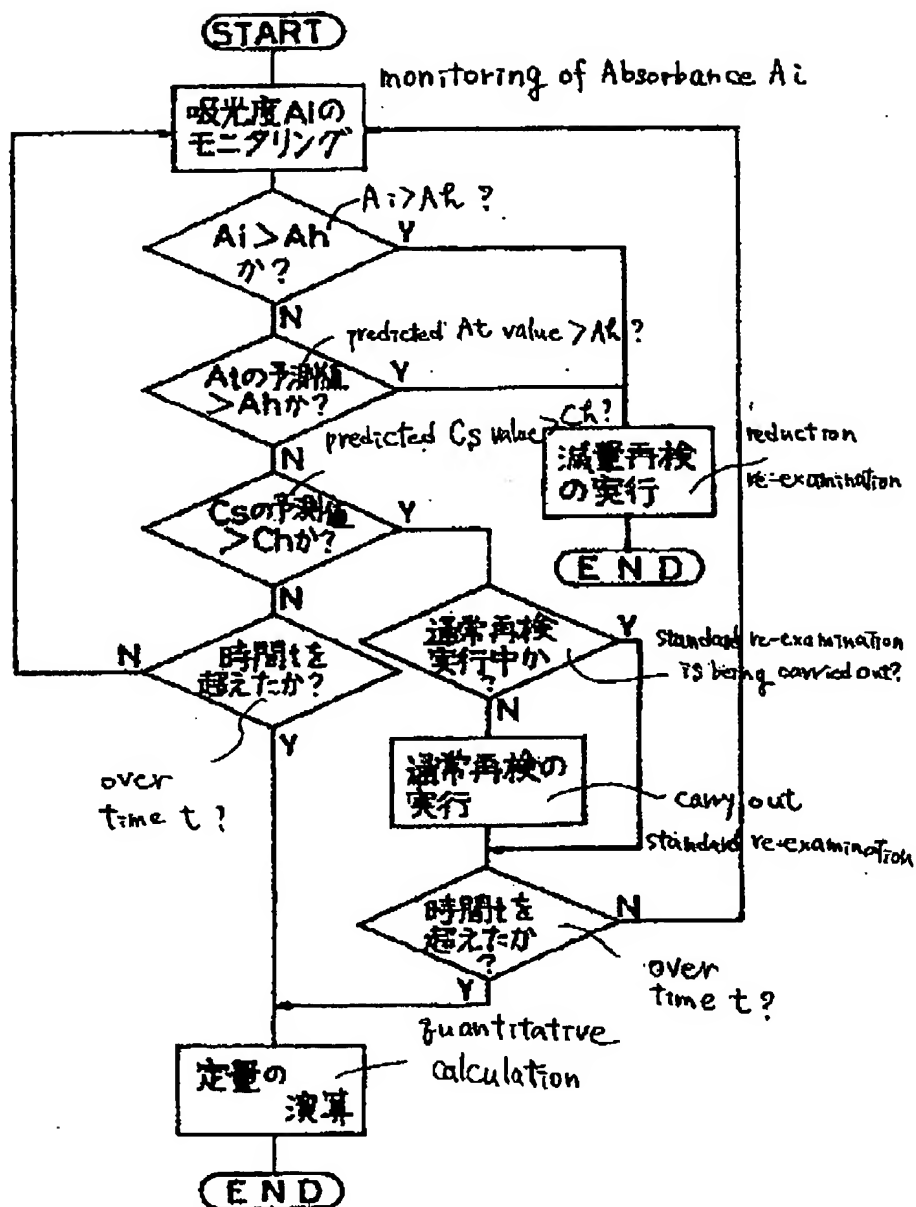 START
monitoring of Absorbance Ai
吸光度Aiの
モニタリング
Ai>Ah ?
Ai>Ah
か?
Y
N
predicted At value >Ah ?
Atの予測値
>Ahか?
Y
N
predicted Cs value >Ch?
Csの予測値
>Chか?
Y
N
減量再検
の実行
reduction
re-examination
END
時間tを
超えたか?
N
Y
over
time t ?
通常再検
実行中か
?
Y
N
standard re-examination
is being carried out?
通常再検の
実行
carry out
standard re-examination
時間tを
超えたか
?
N
Y
over
time t ?
quantitative
calculation
定量の
演算
END